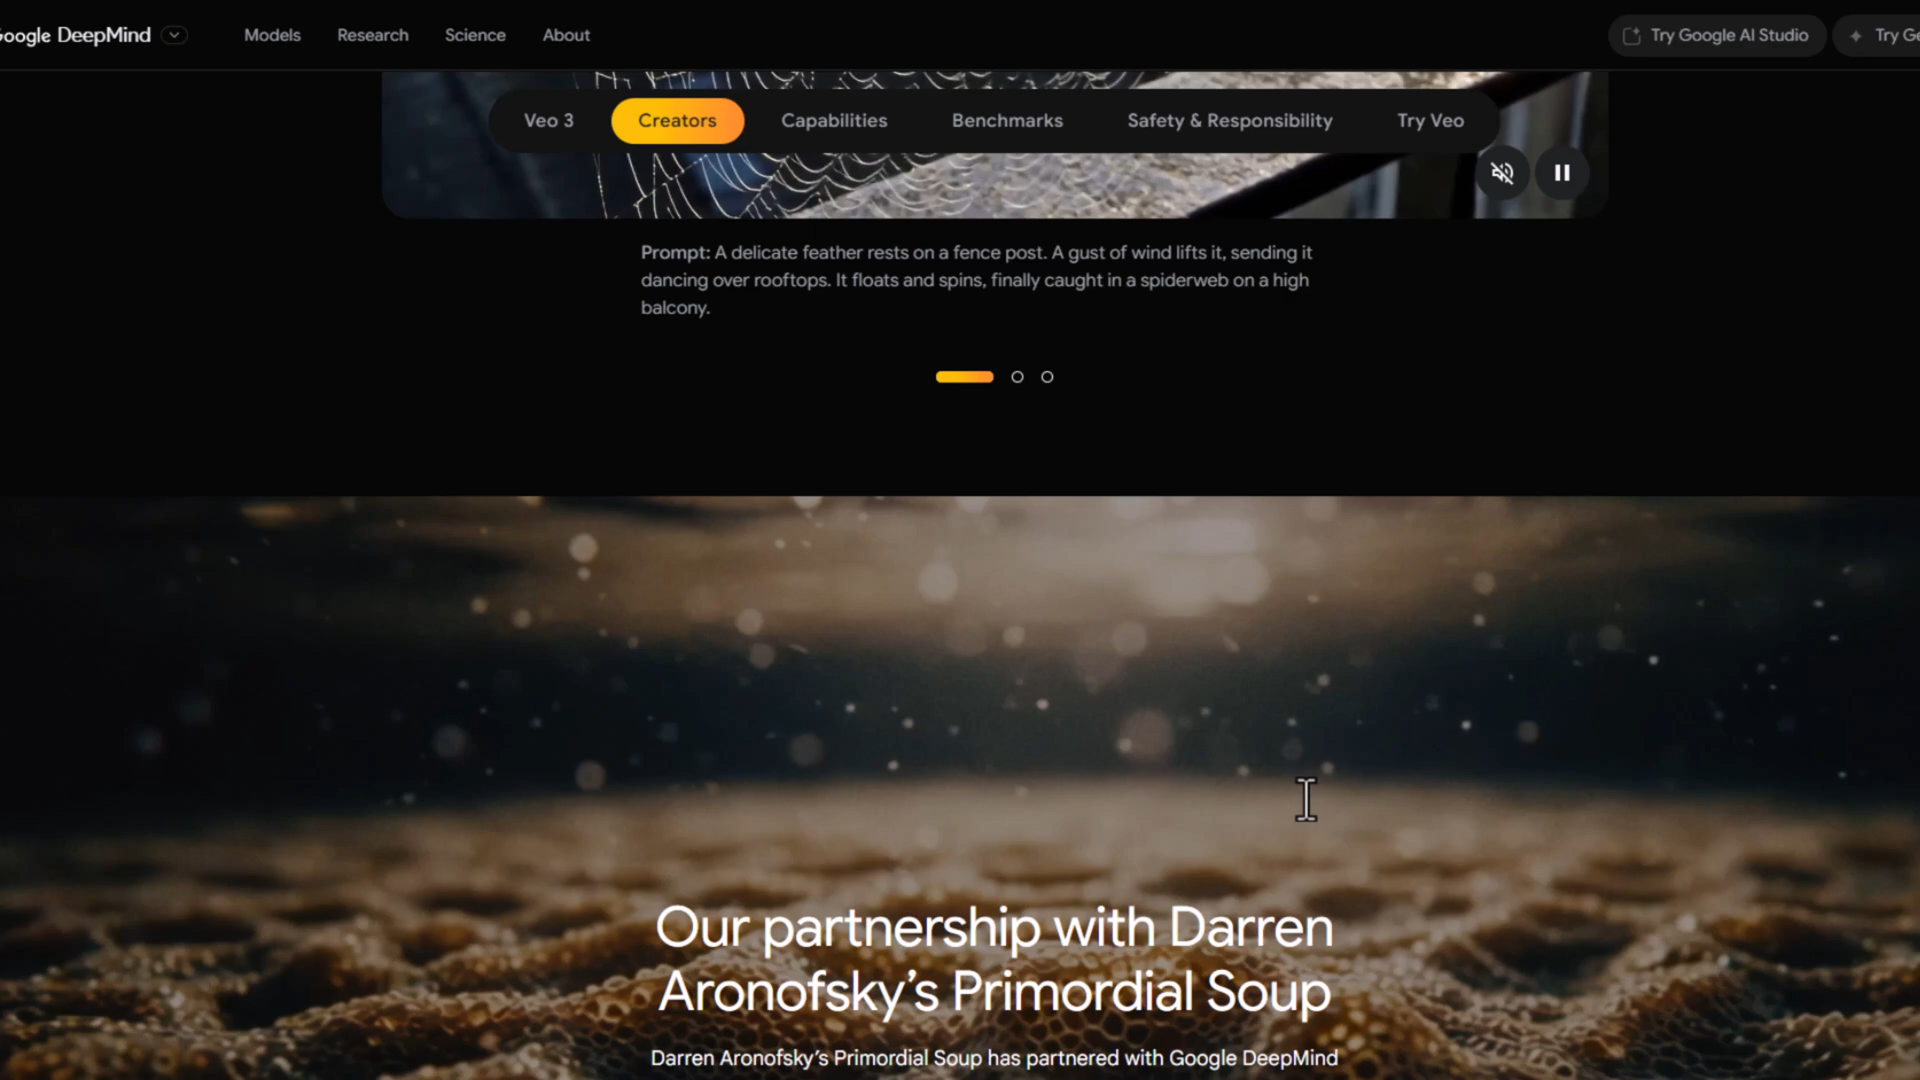 Google DeepMind
Models Research Science About
Try Google AI Studio
Try
Veo 3 Creators Capabilities Benchmarks Safety & Responsibility Try Veo
Prompt: A delicate feather rests on a fence post. A gust of wind lifts it, sending it
dancing over rooftops. It floats and spins, finally caught in a spiderweb on a high
balcony.
Our partnership with Darren
Aronofsky’s Primordial Soup
Darren Aronofsky’s Primordial Soup has partnered with Google DeepMind